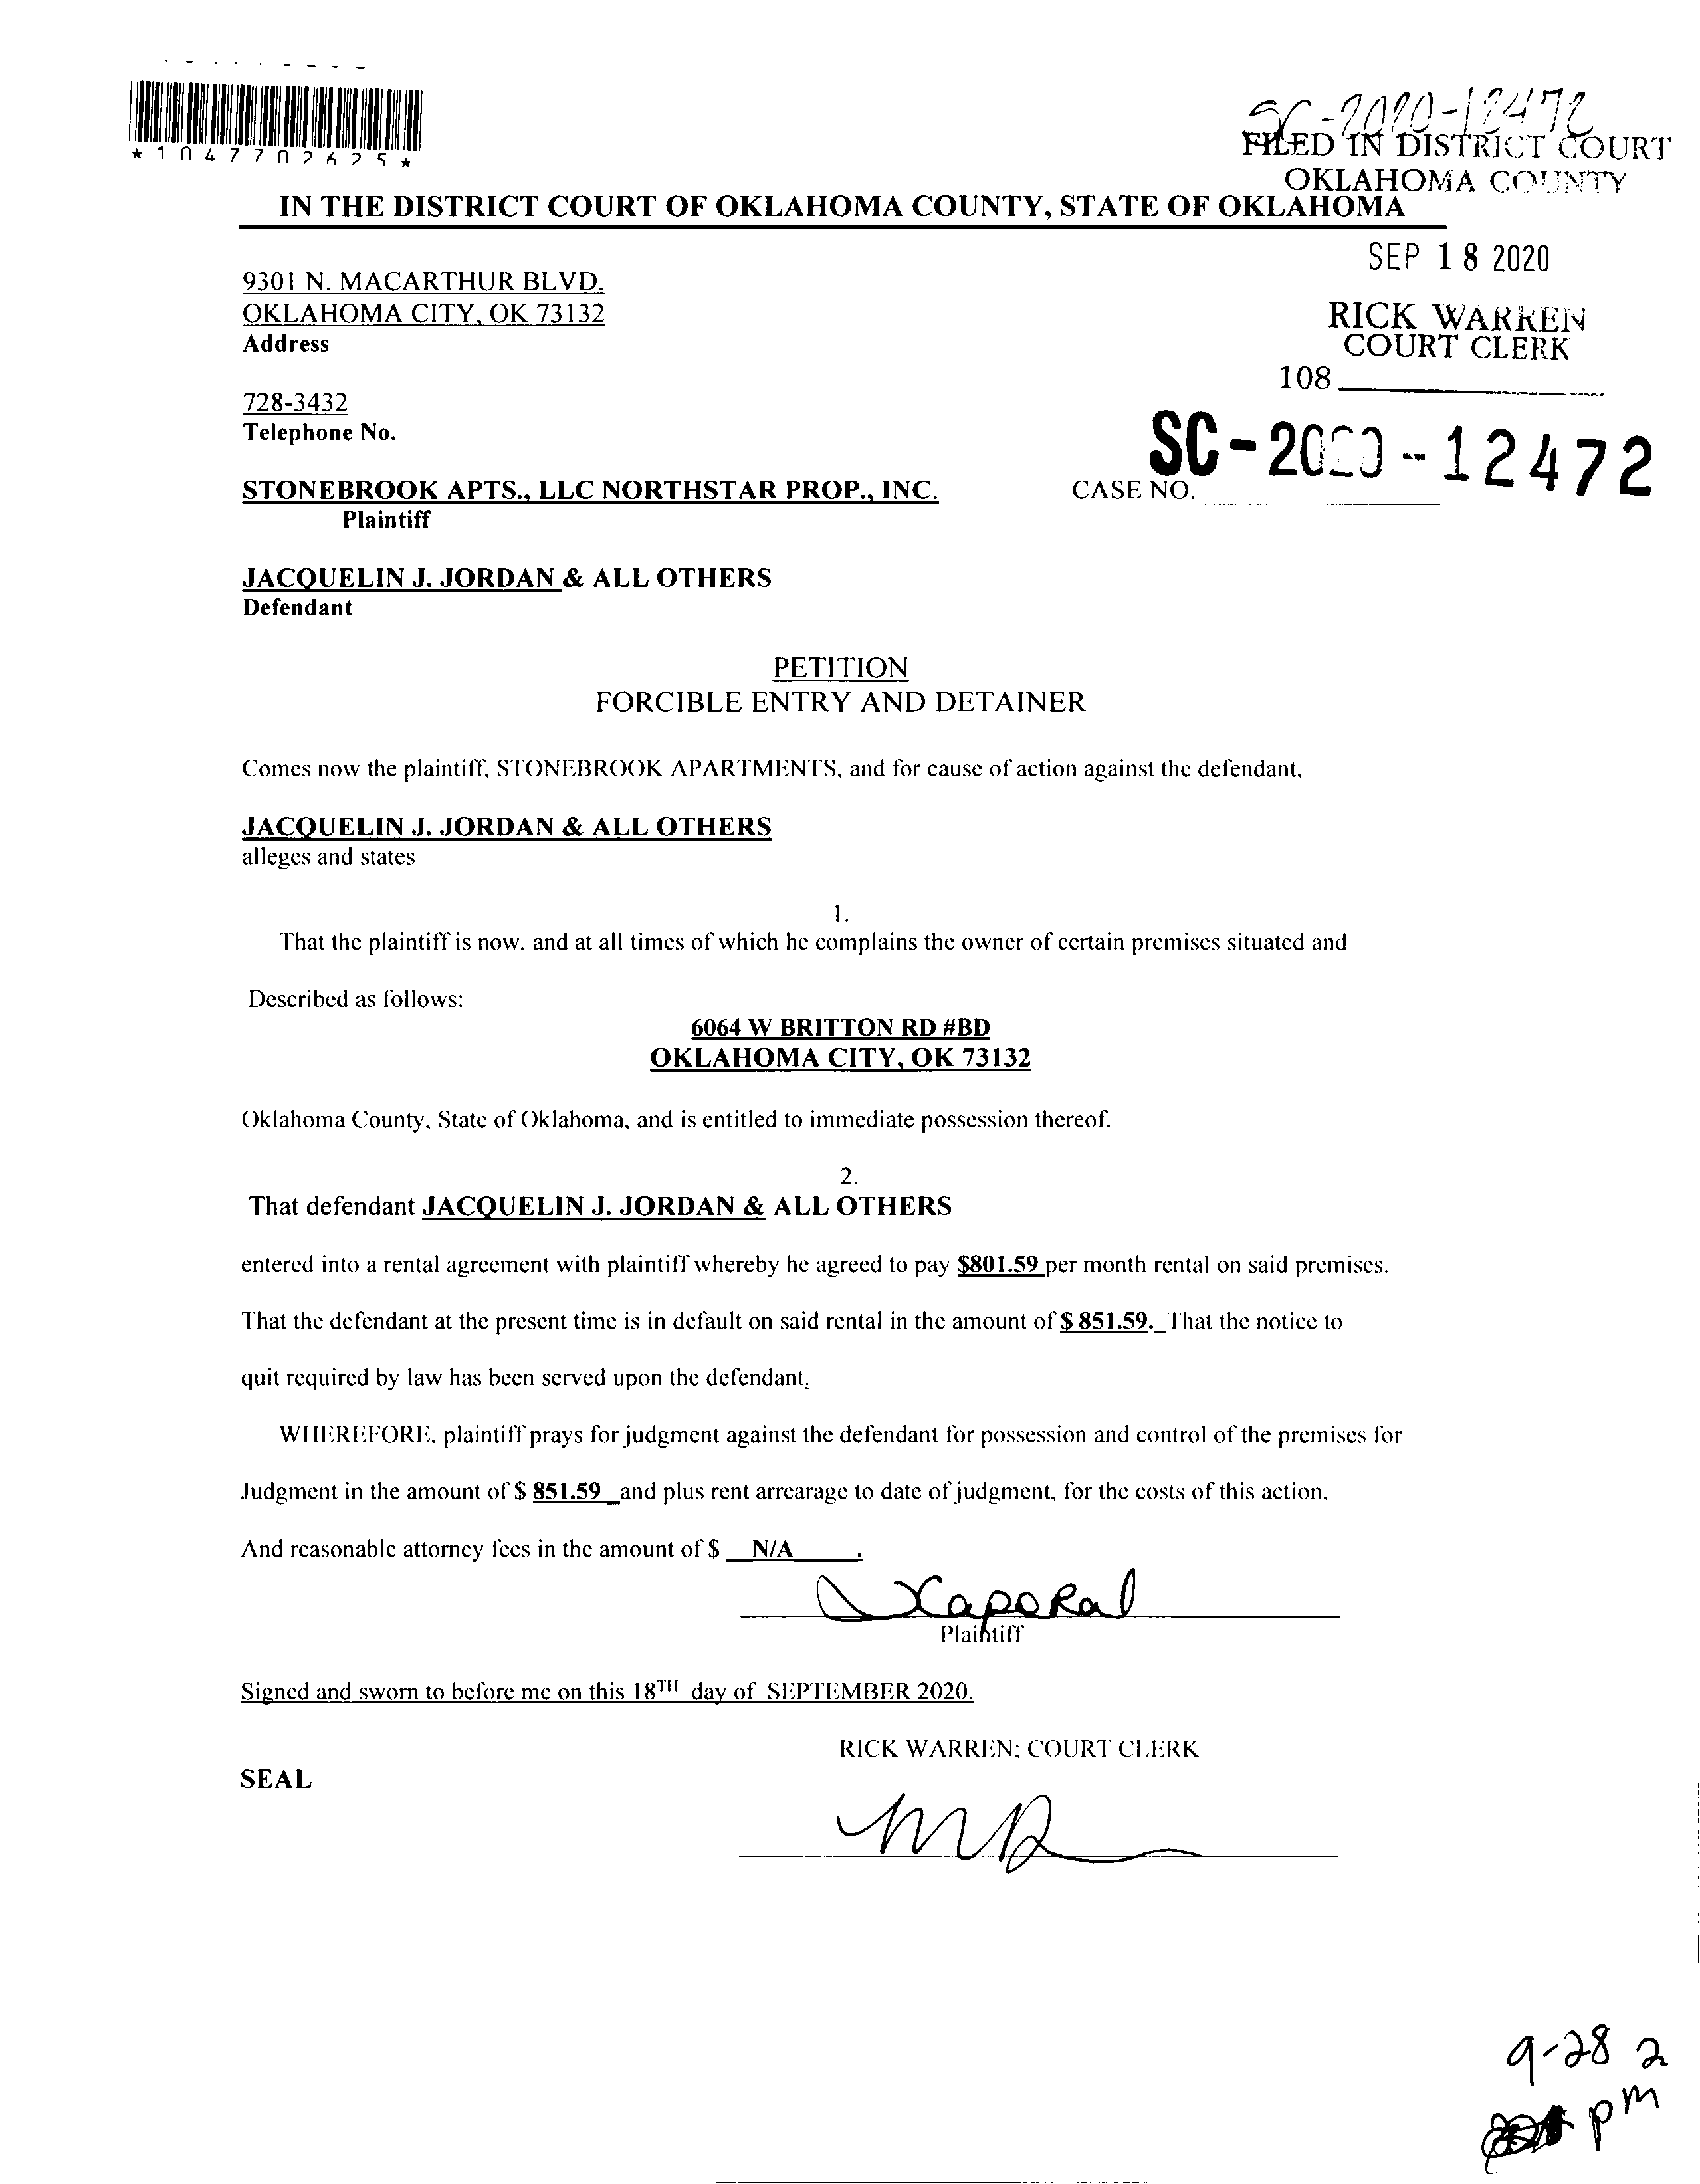 SC-2020-12472
FILED IN DISTRICT COURT
OKLAHOMA COUNTY
*1047702625*
IN THE DISTRICT COURT OF OKLAHOMA COUNTY, STATE OF OKLAHOMA
SEP 18 2020
9301 N. MACARTHUR BLVD.
OKLAHOMA CITY, OK 73132
Address
RICK WARREN
COURT CLERK
108
728-3432
Telephone No.
SC-2020-12472
STONEBROOK APTS., LLC NORTHSTAR PROP., INC.
CASE NO.
Plaintiff
JACQUELIN J. JORDAN & ALL OTHERS
Defendant
PETITION
FORCIBLE ENTRY AND DETAINER
Comes now the plaintiff, STONEBROOK APARTMENTS, and for cause of action against the defendant,
JACQUELIN J. JORDAN & ALL OTHERS
alleges and states
1.
That the plaintiff is now, and at all times of which he complains the owner of certain premises situated and
Described as follows:
6064 W BRITTON RD #BD
OKLAHOMA CITY, OK 73132
Oklahoma County, State of Oklahoma, and is entitled to immediate possession thereof.
2.
That defendant JACQUELIN J. JORDAN & ALL OTHERS
entered into a rental agreement with plaintiff whereby he agreed to pay $801.59 per month rental on said premises.
That the defendant at the present time is in default on said rental in the amount of $ 851.59. That the notice to
quit required by law has been served upon the defendant.
WHEREFORE, plaintiff prays for judgment against the defendant for possession and control of the premises for
Judgment in the amount of $ 851.59 and plus rent arrearage to date of judgment, for the costs of this action.
And reasonable attorney fees in the amount of $ N/A .
Kaporal
Plaintiff
Signed and sworn to before me on this 18TH day of SEPTEMBER 2020.
RICK WARREN; COURT CLERK
SEAL
9-28 2
pm